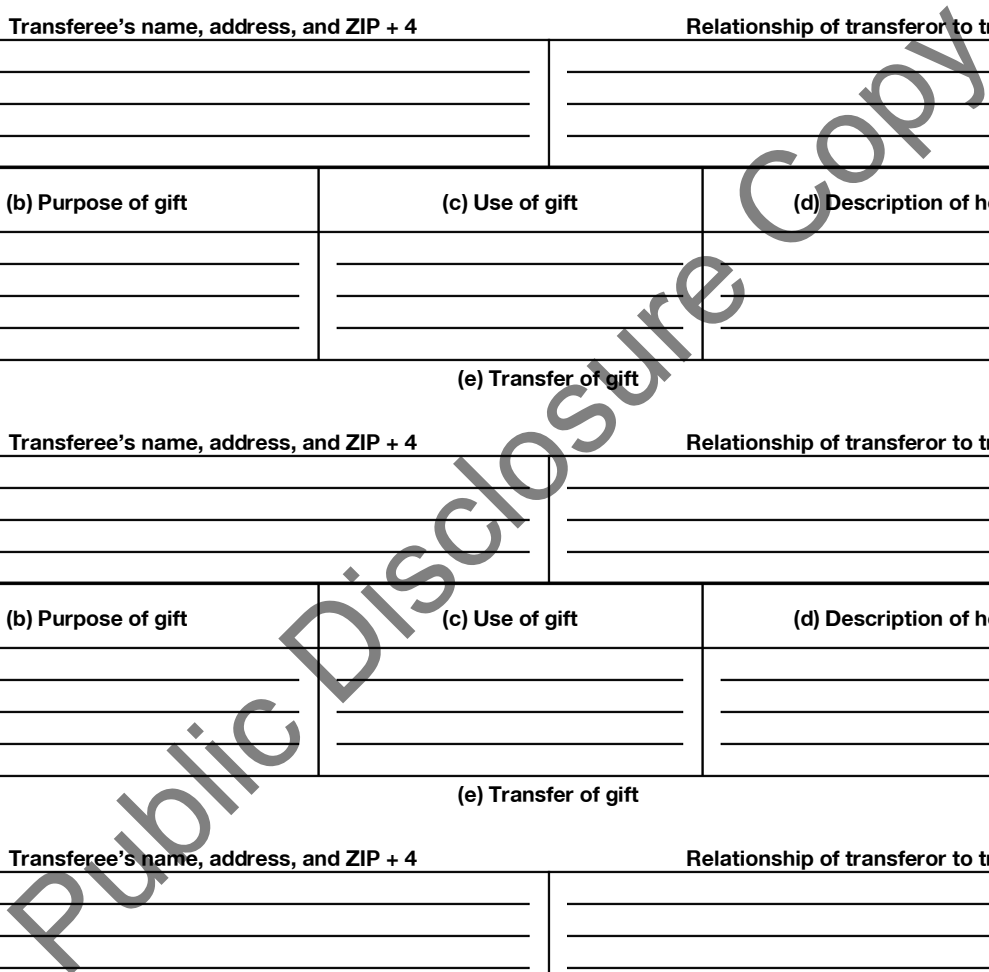 Transferee's name, address, and ZIP + 4 Relationship of transferor to tr
(b) Purpose of gift (c) Use of gift (d) Description of h
(e) Transfer of gift
Transferee's name, address, and ZIP + 4 Relationship of transferor to tr
(b) Purpose of gift (c) Use of gift (d) Description of h
(e) Transfer of gift
Transferee's name, address, and ZIP + 4 Relationship of transferor to tr
Public Disclosure Copy